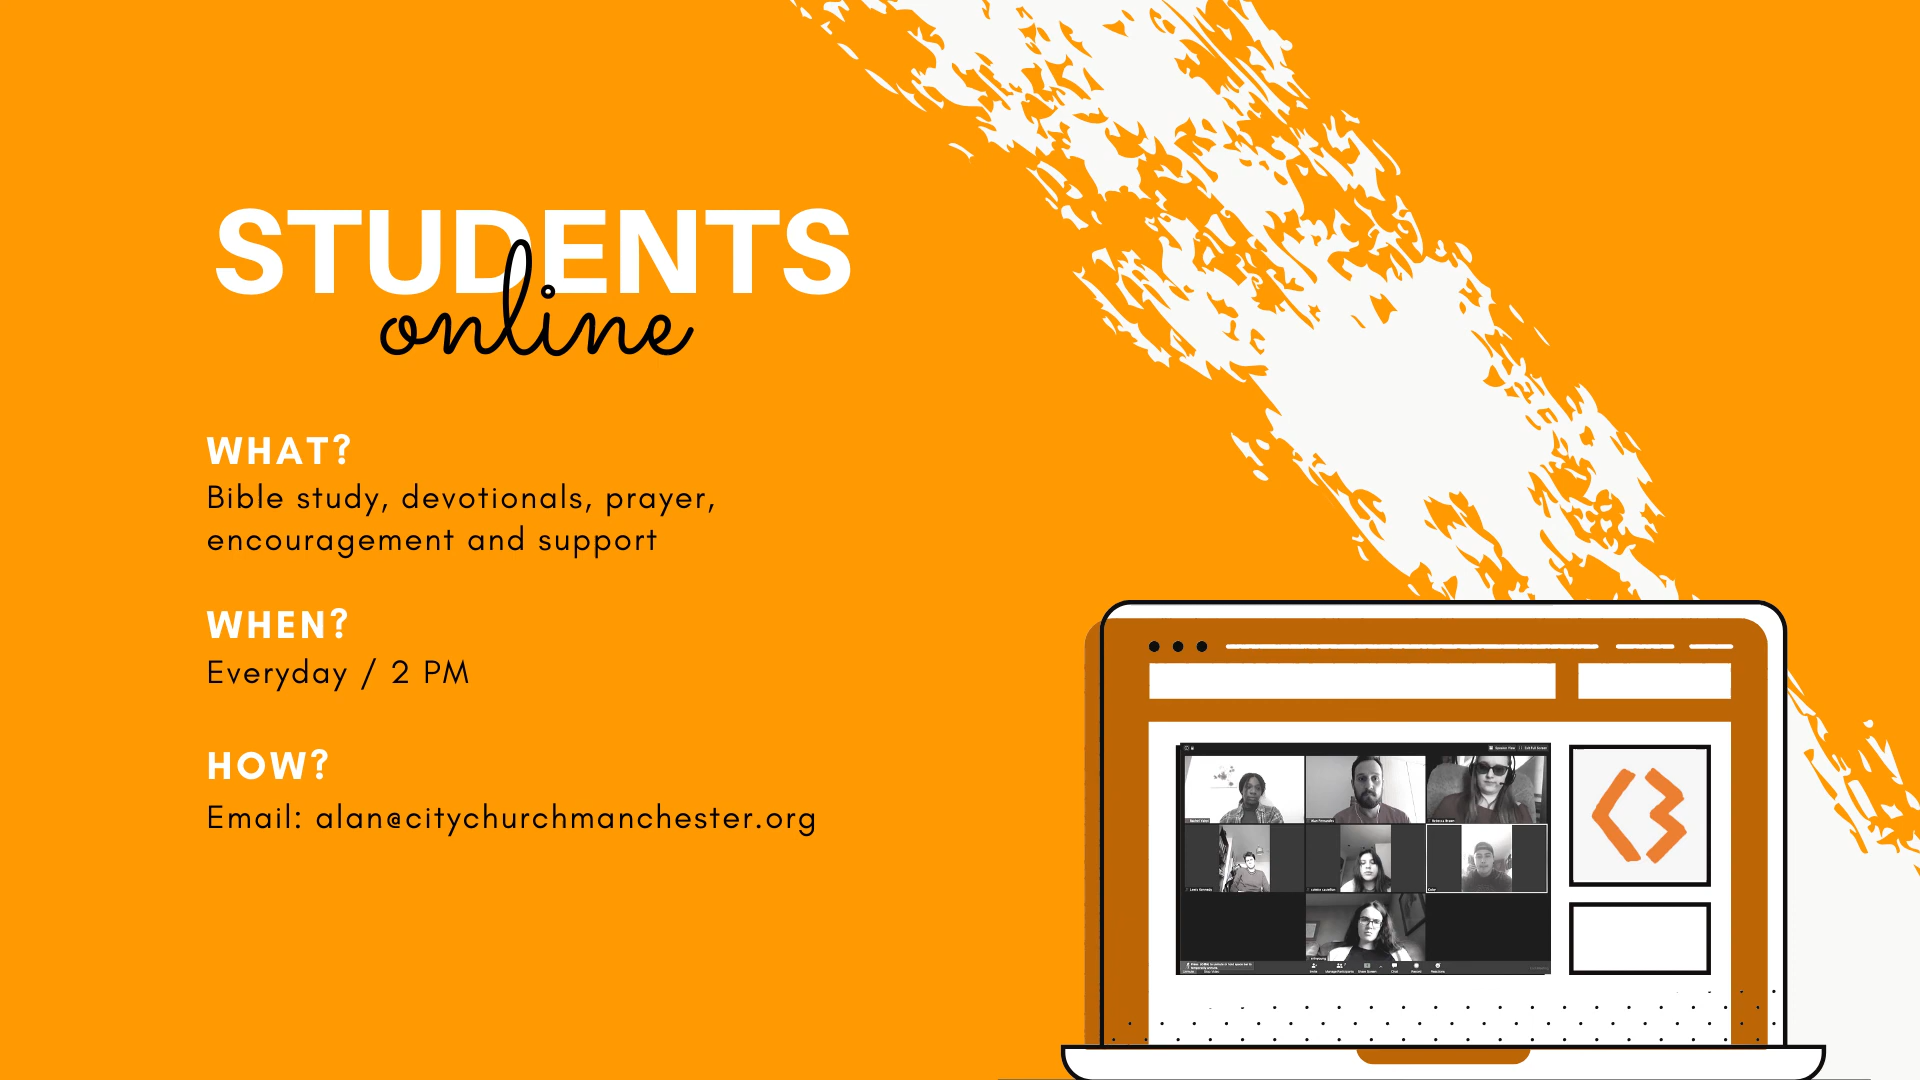 STUDENTS
online
WHAT?
Bible study, devotionals, prayer,
encouragement and support
WHEN?
Everyday / 2 PM
HOW?
Email: alan@citychurchmanchester.org